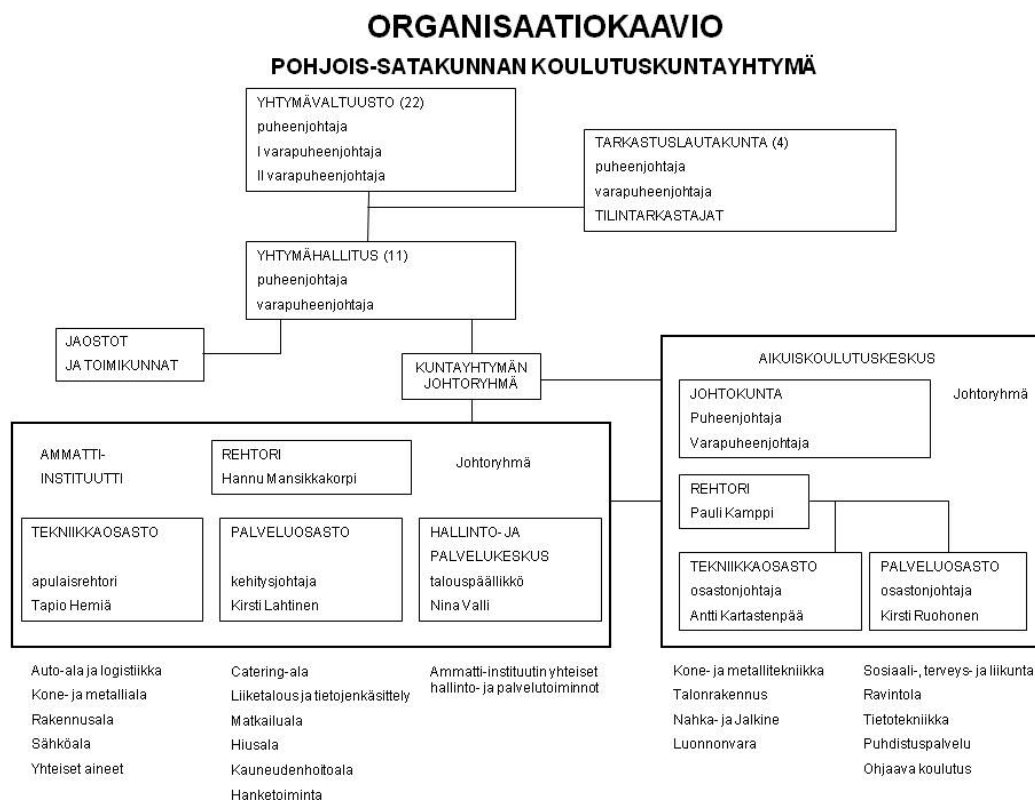 ORGANISAATIOKAAVIO
POHJOIS-SATAKUNNAN KOULUTUSKUNTAYHTYMÄ
YHTYMÄVALTUUSTO (22)
puheenjohtaja
I varapuheenjohtaja
II varapuheenjohtaja
TARKASTUSLAUTAKUNTA (4)
puheenjohtaja
varapuheenjohtaja
TILINTARKASTAJAT
YHTYMÄHALLITUS (11)
puheenjohtaja
varapuheenjohtaja
JAOSTOT
JA TOIMIKUNNAT
KUNTAYHTYMÄN
JOHTORYHMÄ
AMMATTI-
INSTITUUTTI
REHTORI
Hannu Mansikkakorpi
Johtoryhmä
TEKNIIKKAOSASTO
apulaisrehtori
Tapio Hemiä
PALVELUOSASTO
kehitysjohtaja
Kirsti Lahtinen
HALLINTO- JA
PALVELUKESKUS
talouspäällikkö
Nina Valli
Auto-ala ja logistiikka
Kone- ja metalliala
Rakennusala
Sähköala
Yhteiset aineet
Catering-ala
Liiketalous ja tietojenkäsittely
Matkailuala
Hiusala
Kauneudenhoitoala
Hanketoiminta
Ammatti-instituutin yhteiset
hallinto- ja palvelutoiminnot
AIKUISKOULUTUSKESKUS
JOHTOKUNTA
Puheenjohtaja
Varapuheenjohtaja
Johtoryhmä
REHTORI
Pauli Kamppi
TEKNIIKKAOSASTO
osastonjohtaja
Antti Kartastenpää
PALVELUOSASTO
osastonjohtaja
Kirsti Ruohonen
Kone- ja metallitekniikka
Talonrakennus
Nahka- ja Jalkine
Luonnonvara
Sosiaali-, terveys- ja liikunta
Ravintola
Tietotekniikka
Puhdistuspalvelu
Ohjaava koulutus